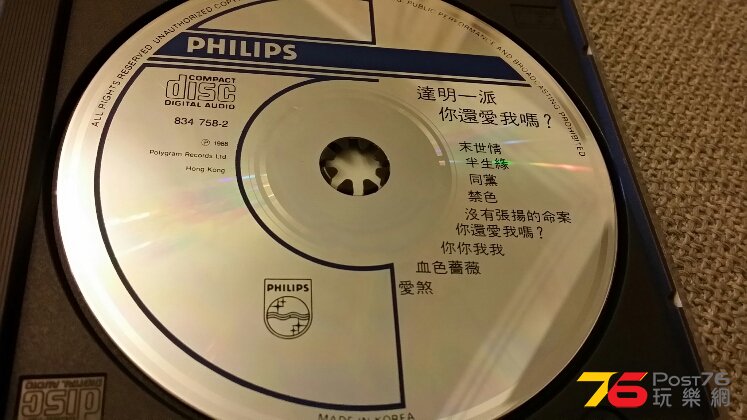 ALL RIGHTS RESERVED UNAUTHORIZED COPY
PUBLIC PERFORMANCE AND BROADCASTING PROHIBITED
PHILIPS
COMPACT
disc
DIGITAL AUDIO
834 758-2
℗ 1988
Polygram Records Ltd
Hong Kong
達明一派
你還愛我嗎？
末世情
半生緣
同黨
禁色
沒有張揚的命案
你還愛我嗎？
你你我我
血色薔薇
愛煞
PHILIPS
MADE IN KOREA
disc
DIGITAL AUDIO
76 POST76
玩樂網